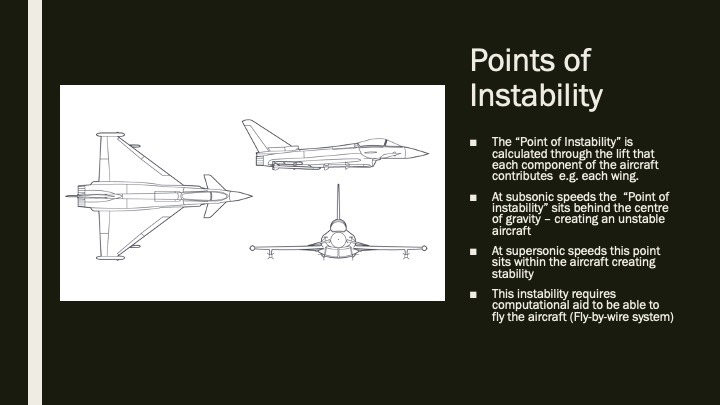 Points of
Instability
■ The “Point of Instability” is
calculated through the lift that
each component of the aircraft
contributes  e.g. each wing.
■ At subsonic speeds the  “Point of
instability” sits behind the centre
of gravity – creating an unstable
aircraft
■ At supersonic speeds this point
sits within the aircraft creating
stability
■ This instability requires
computational aid to be able to
fly the aircraft (Fly-by-wire system)